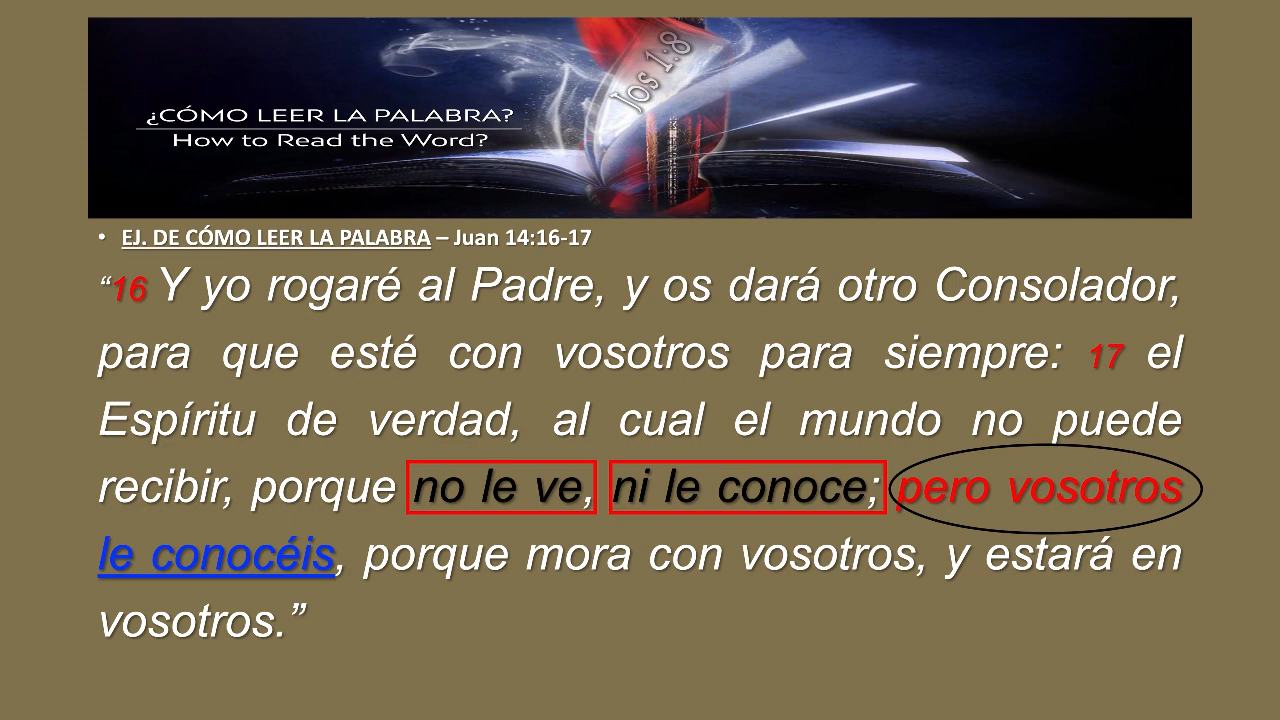 Jos 1:8
¿CÓMO LEER LA PALABRA?
How to Read the Word?
• EJ. DE CÓMO LEER LA PALABRA – Juan 14:16-17
“16 Y yo rogaré al Padre, y os dará otro Consolador,
para que esté con vosotros para siempre: 17 el
Espíritu de verdad, al cual el mundo no puede
recibir, porque no le ve, ni le conoce; pero vosotros
le conocéis, porque mora con vosotros, y estará en
vosotros.”